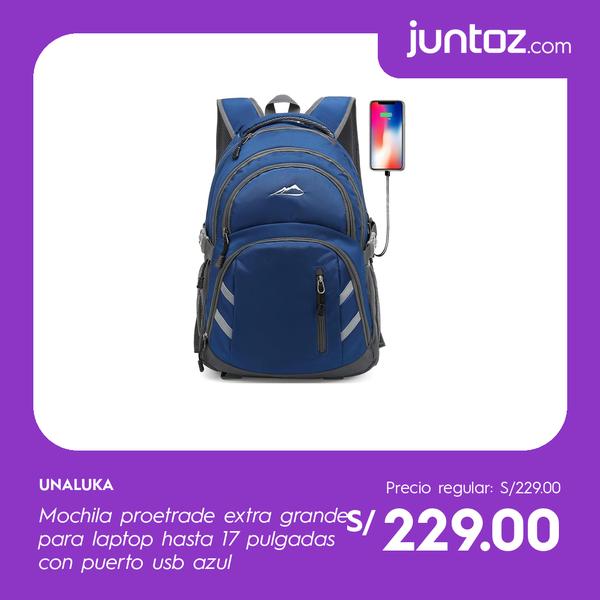 juntoz.com
UNALUKA
Mochila proetrade extra grande
para laptop hasta 17 pulgadas
con puerto usb azul
Precio regular: S/229.00
S/ 229.00